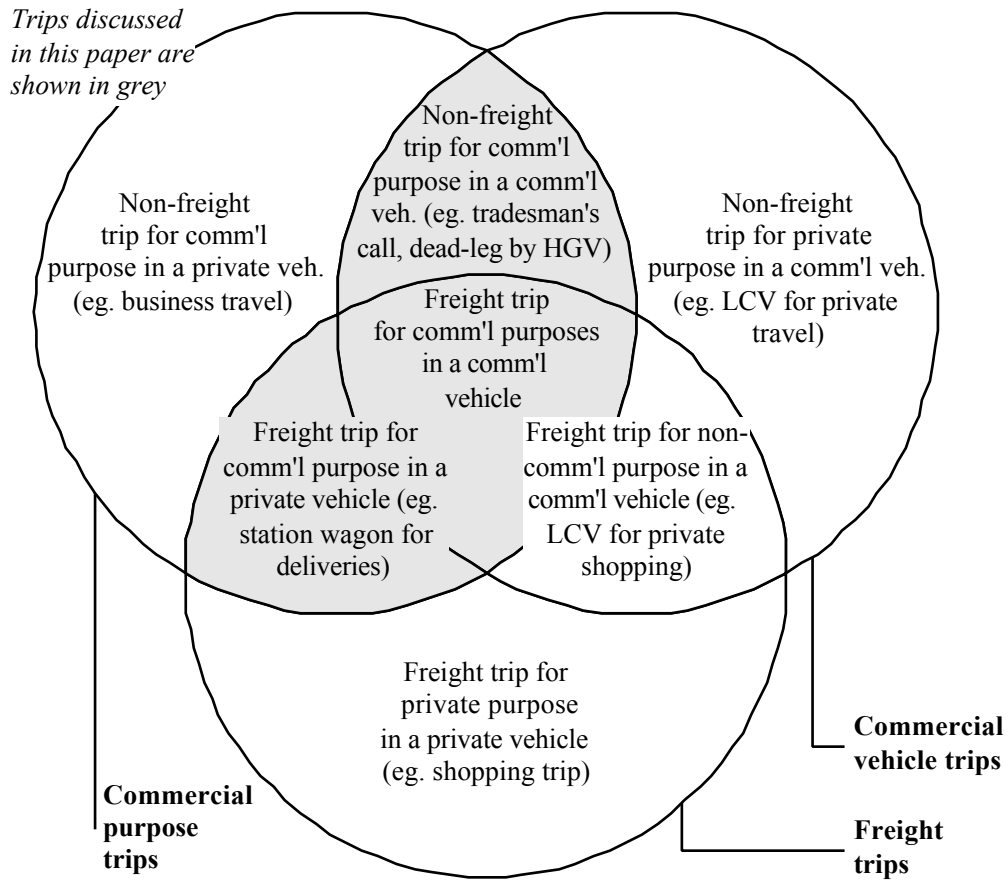 Trips discussed
in this paper are
shown in grey
Non-freight
trip for comm'l
purpose in a comm'l
veh. (eg. tradesman's
call, dead-leg by HGV)
Non-freight
trip for comm'l
purpose in a private veh.
(eg. business travel)
Non-freight
trip for private
purpose in a comm'l veh.
(eg. LCV for private
travel)
Freight trip
for comm'l purposes
in a comm'l
vehicle
Freight trip for
comm'l purpose in a
private vehicle (eg.
station wagon for
deliveries)
Freight trip for non-
comm'l purpose in a
comm'l vehicle (eg.
LCV for private
shopping)
Freight trip for
private purpose
in a private vehicle
(eg. shopping trip)
Commercial
purpose
trips
Commercial
vehicle trips
Freight
trips